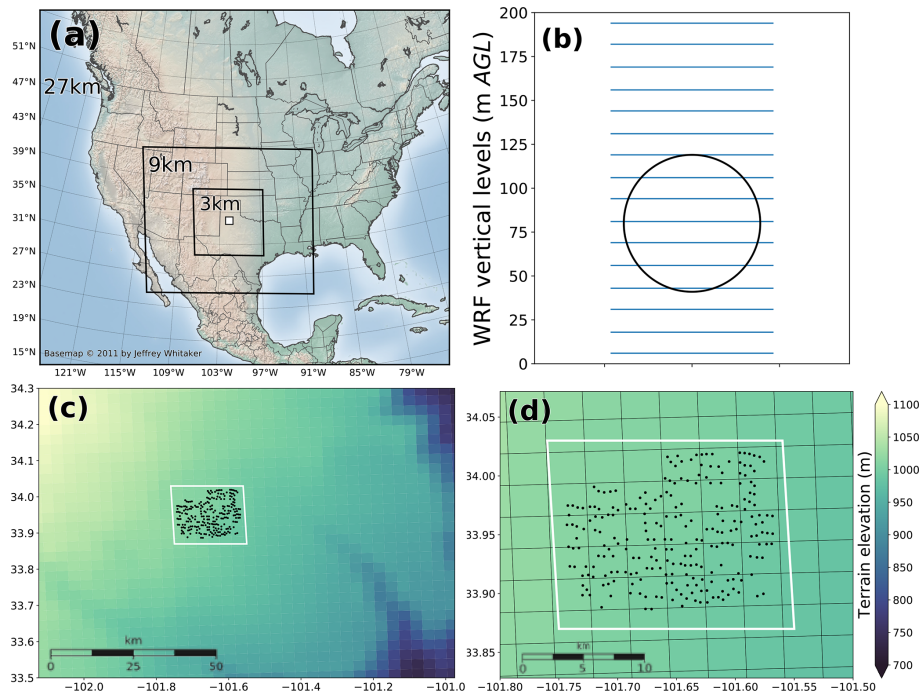 (a)
51°N
47°N
43°N
39°N
35°N
31°N
27°N
23°N
19°N
15°N
27km
9km
3km
Basemap © 2011 by Jeffrey Whitaker
121°W 115°W 109°W 103°W 97°W 91°W 85°W 79°W
(b)
WRF vertical levels (m AGL)
200
175
150
125
100
75
50
25
0
(c)
34.3
34.2
34.1
34.0
33.9
33.8
33.7
33.6
33.5
km
0 25 50
−102.0 −101.8 −101.6 −101.4 −101.2 −101.0
(d)
34.05
34.00
33.95
33.90
33.85
km
0 5 10
−101.80 −101.75 −101.70 −101.65 −101.60 −101.55 −101.50
Terrain elevation (m)
1100
1050
1000
950
900
850
800
750
700